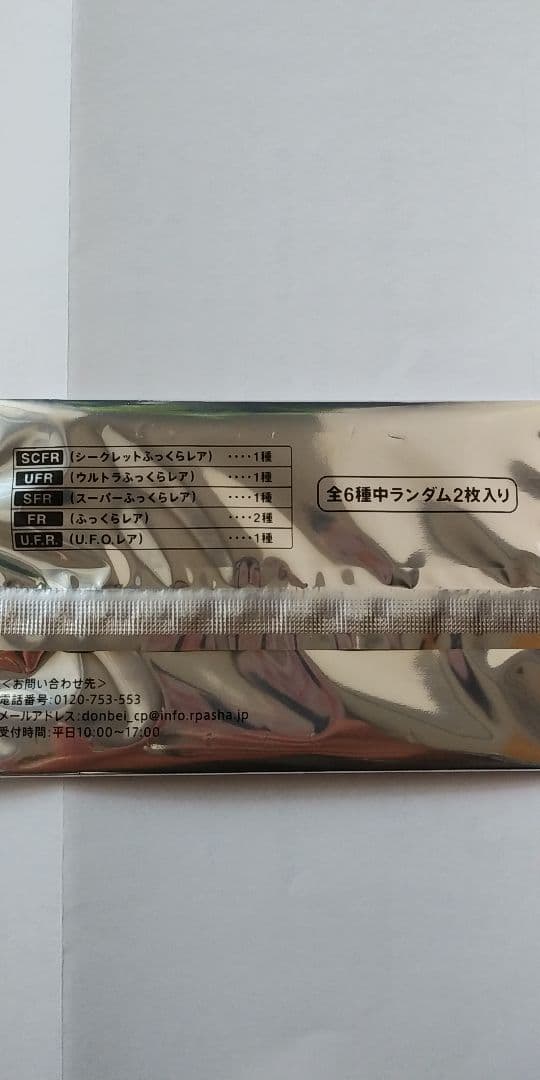 SCFR (シークレットふっくらレア) ····1種
UFR (ウルトラふっくらレア) ····1種
SFR (スーパーふっくらレア) ····1種
FR (ふっくらレア) ····2種
U.F.R. (U.F.O.レア) ····1種
全6種中ランダム2枚入り
＜お問い合わせ先＞
電話番号:0120-753-553
メールアドレス:donbei_cp@info.rpasha.jp
受付時間:平日10:00〜17:00